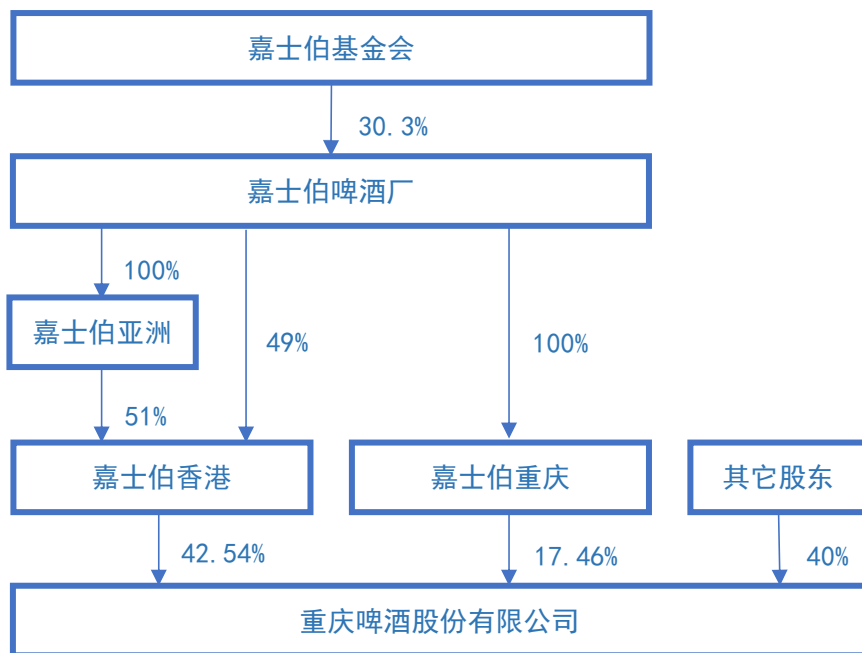 嘉士伯基金会
30.3%
嘉士伯啤酒厂
100%
嘉士伯亚洲
49%
100%
51%
嘉士伯香港
嘉士伯重庆
其它股东
42.54%
17.46%
40%
重庆啤酒股份有限公司